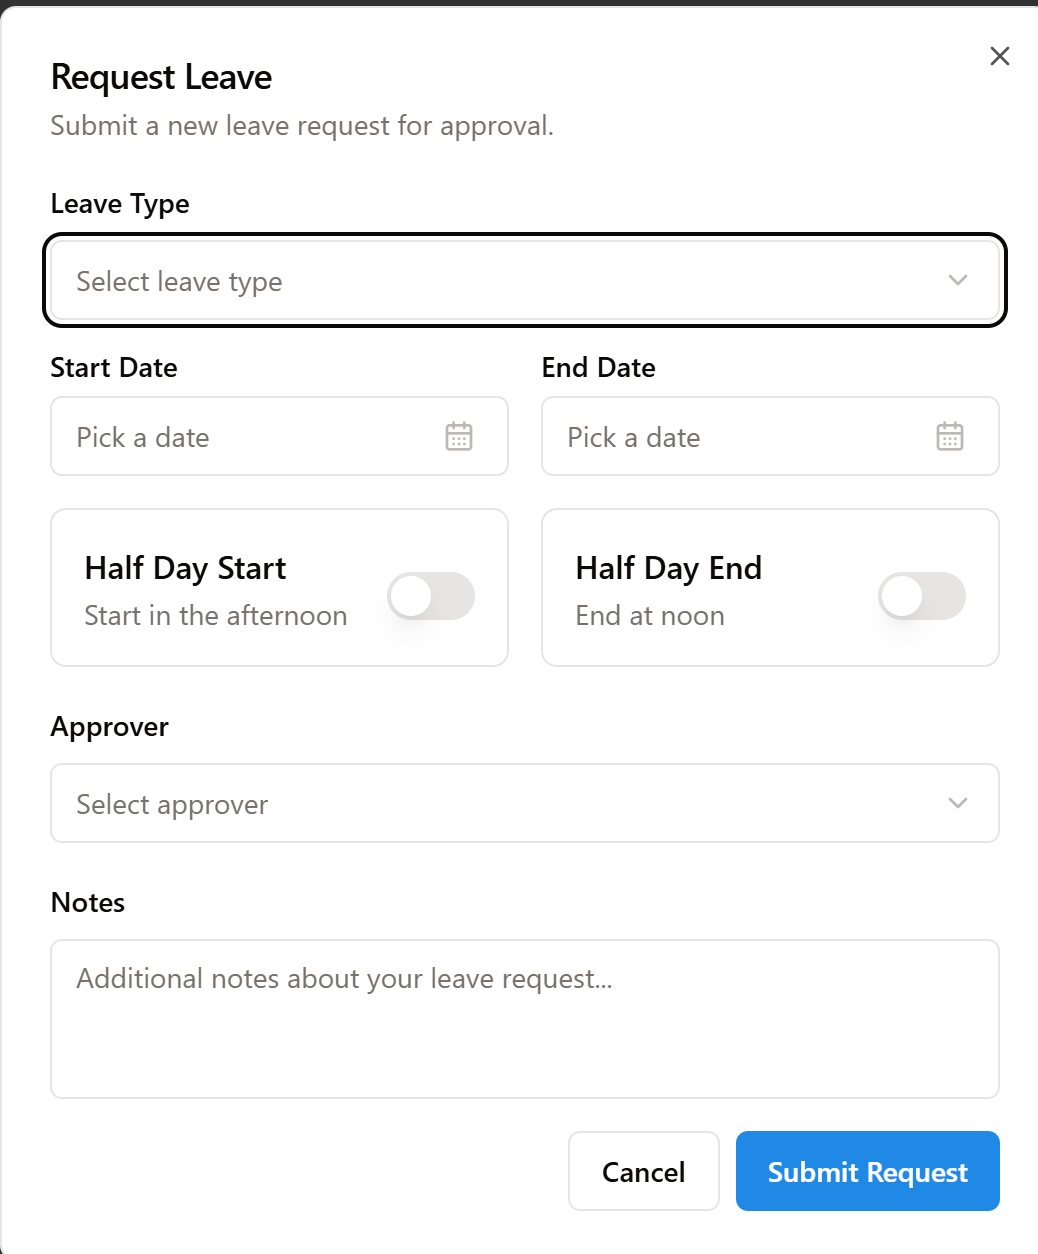 Request Leave
Submit a new leave request for approval.
Leave Type
Select leave type
Start Date
End Date
Pick a date
Pick a date
Half Day Start
Start in the afternoon
Half Day End
End at noon
Approver
Select approver
Notes
Additional notes about your leave request...
Cancel
Submit Request